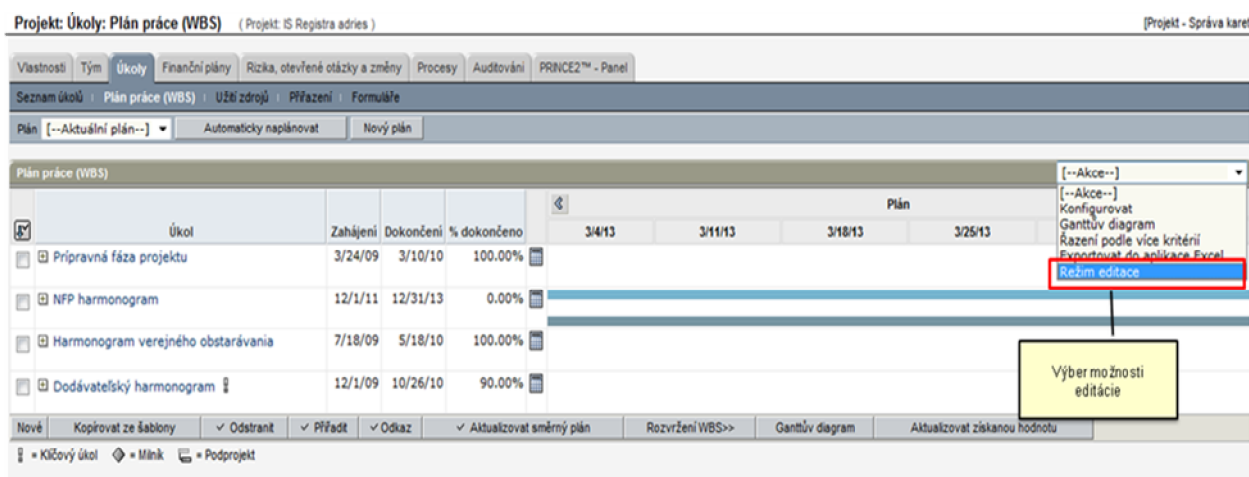 Projekt: Úkoly: Plán práce (WBS) ( Projekt: IS Registra adries ) [Projekt - Správa karet
Vlastnosti Tým Úkoly Finanční plány Rizika, otevřené otázky a změny Procesy Auditování PRINCE2™ - Panel
Seznam úkolů Plán práce (WBS) Užití zdrojů Přiřazení Formuláře
Plán [--Aktuální plán--] Automaticky naplánovat Nový plán
Plán práce (WBS) [--Akce--]
[--Akce--]
Konfigurovat
Ganttův diagram
Řazení podle více kritérií
Exportovat do aplikace Excel
Režim editace
Plán
Úkol Zahájení Dokončení % dokončeno 3/4/13 3/11/13 3/18/13 3/25/13
Prípravná fáza projektu 3/24/09 3/10/10 100.00%
NFP harmonogram 12/1/11 12/31/13 0.00%
Harmonogram verejného obstarávania 7/18/09 5/18/10 100.00%
Dodávateľský harmonogram 12/1/09 10/26/10 90.00%
Výber možnosti
editácie
Nové Kopírovat ze šablony ✓ Odstranit ✓ Přiřadit ✓ Odkaz ✓ Aktualizovat směrný plán Rozvržení WBS>> Ganttův diagram Aktualizovat získanou hodnotu
= Klíčový úkol = Milník = Podprojekt